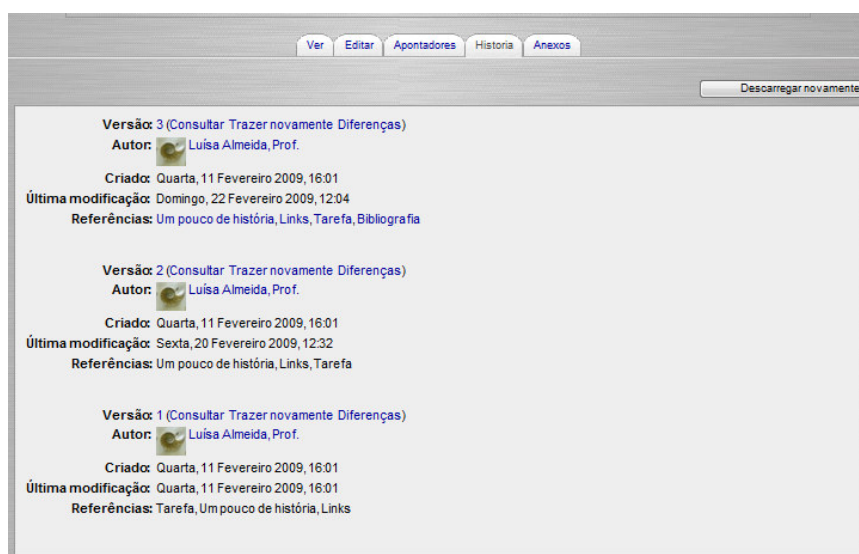 Ver Editar Apontadores Historia Anexos
Descarregar novamente
Versão: 3 (Consultar Trazer novamente Diferenças)
Autor: Luísa Almeida, Prof.
Criado: Quarta, 11 Fevereiro 2009, 16:01
Última modificação: Domingo, 22 Fevereiro 2009, 12:04
Referências: Um pouco de história, Links, Tarefa, Bibliografia
Versão: 2 (Consultar Trazer novamente Diferenças)
Autor: Luísa Almeida, Prof.
Criado: Quarta, 11 Fevereiro 2009, 16:01
Última modificação: Sexta, 20 Fevereiro 2009, 12:32
Referências: Um pouco de história, Links, Tarefa
Versão: 1 (Consultar Trazer novamente Diferenças)
Autor: Luísa Almeida, Prof.
Criado: Quarta, 11 Fevereiro 2009, 16:01
Última modificação: Quarta, 11 Fevereiro 2009, 16:01
Referências: Tarefa, Um pouco de história, Links